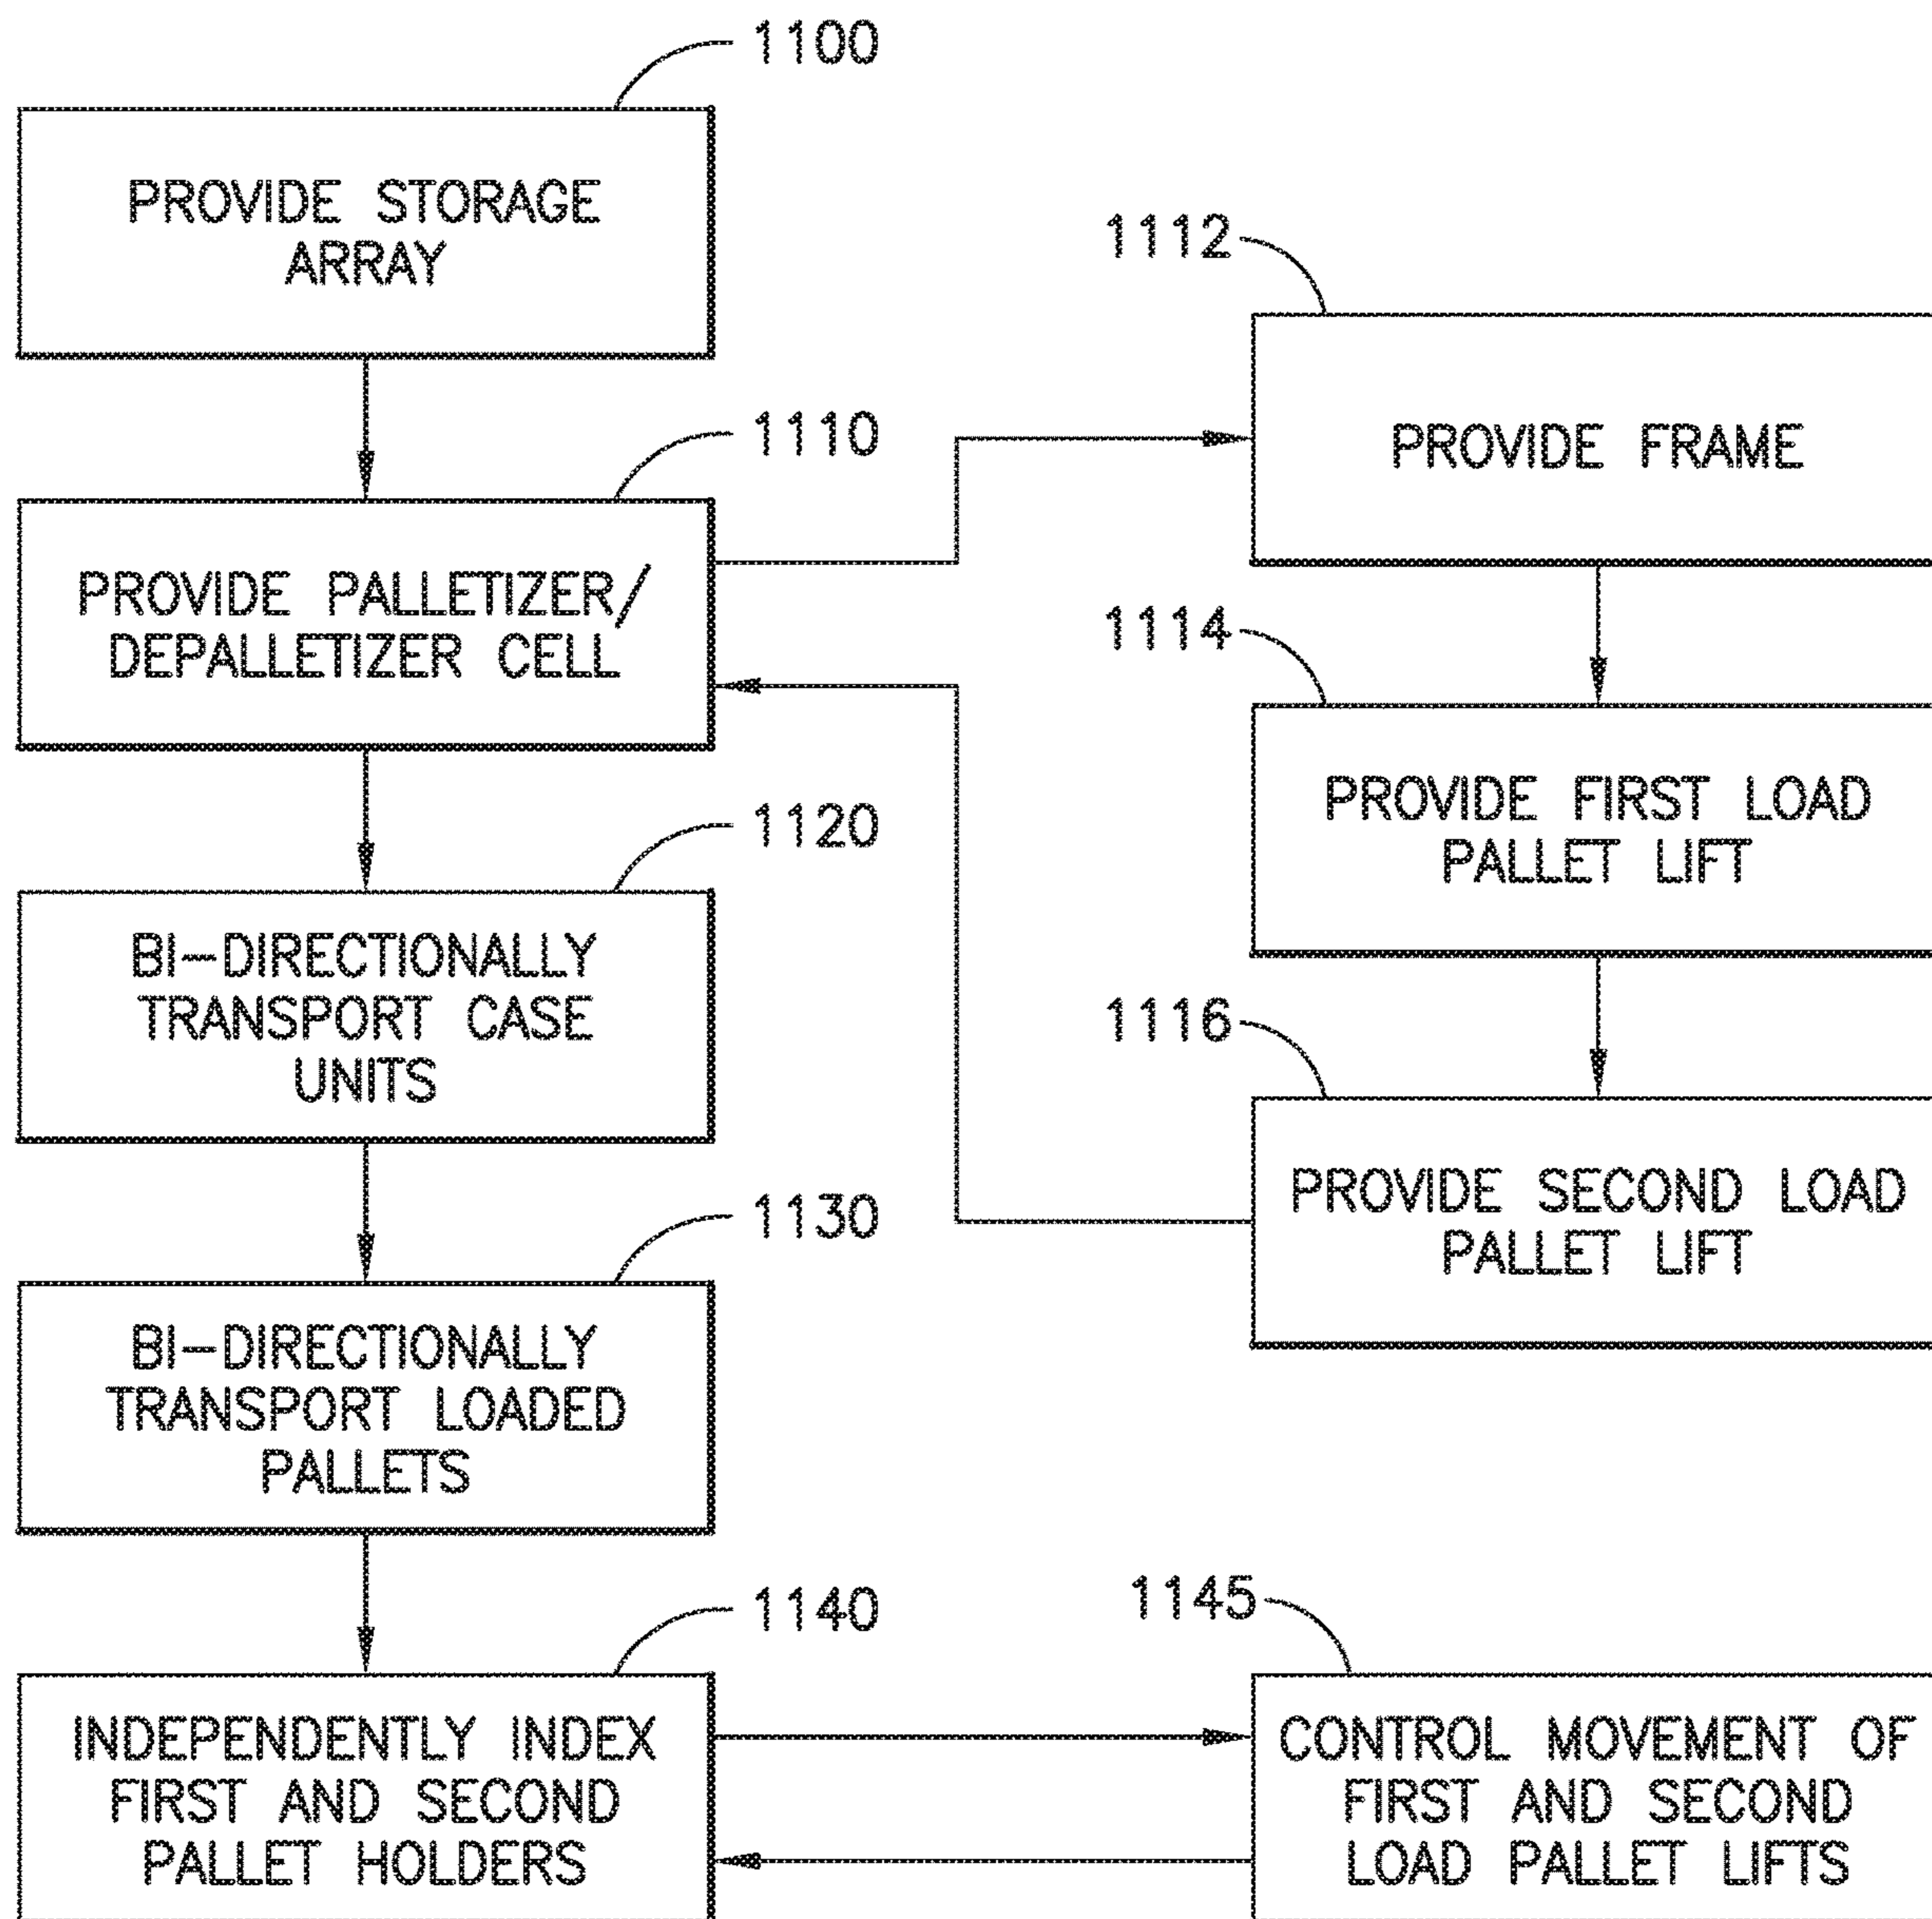 1100
PROVIDE STORAGE
ARRAY
1110
PROVIDE PALLETIZER/
DEPALLETIZER CELL
1112
PROVIDE FRAME
1114
PROVIDE FIRST LOAD
PALLET LIFT
1116
PROVIDE SECOND LOAD
PALLET LIFT
1120
BI-DIRECTIONALLY
TRANSPORT CASE
UNITS
1130
BI-DIRECTIONALLY
TRANSPORT LOADED
PALLETS
1140
INDEPENDENTLY INDEX
FIRST AND SECOND
PALLET HOLDERS
1145
CONTROL MOVEMENT OF
FIRST AND SECOND
LOAD PALLET LIFTS